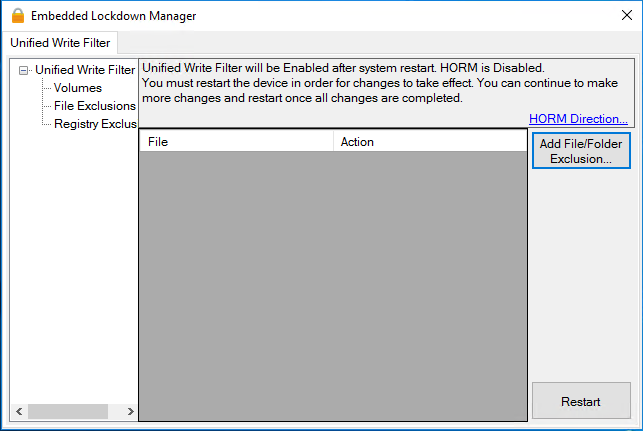 Embedded Lockdown Manager
Unified Write Filter
Unified Write Filter
Volumes
File Exclusions
Registry Exclus
Unified Write Filter will be Enabled after system restart. HORM is Disabled.
You must restart the device in order for changes to take effect. You can continue to make
more changes and restart once all changes are completed.
HORM Direction...
File Action
Add File/Folder
Exclusion...
Restart